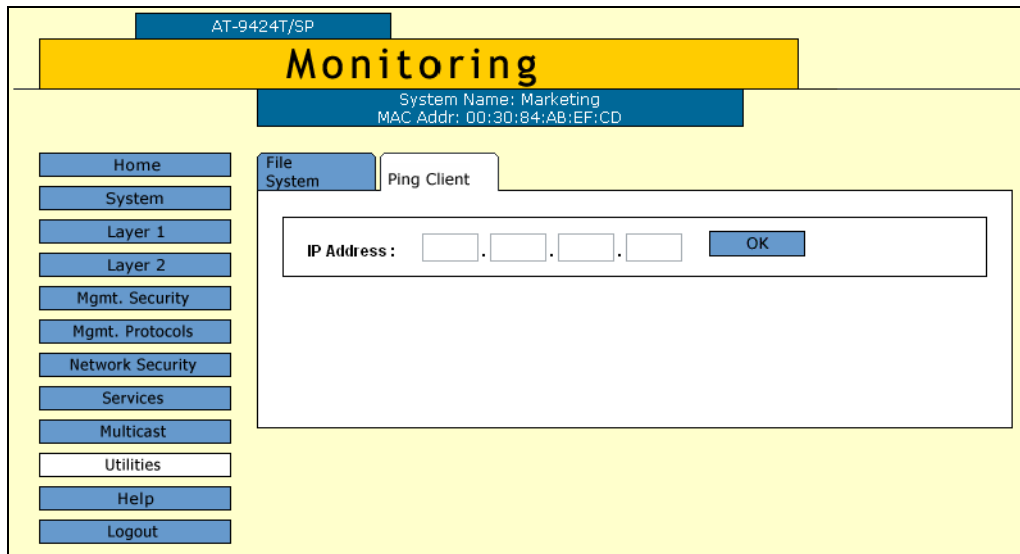 AT-9424T/SP
Monitoring
System Name: Marketing
MAC Addr: 00:30:84:AB:EF:CD
Home
System
Layer 1
Layer 2
Mgmt. Security
Mgmt. Protocols
Network Security
Services
Multicast
Utilities
Help
Logout
File
System
Ping Client
IP Address :
. . .
OK